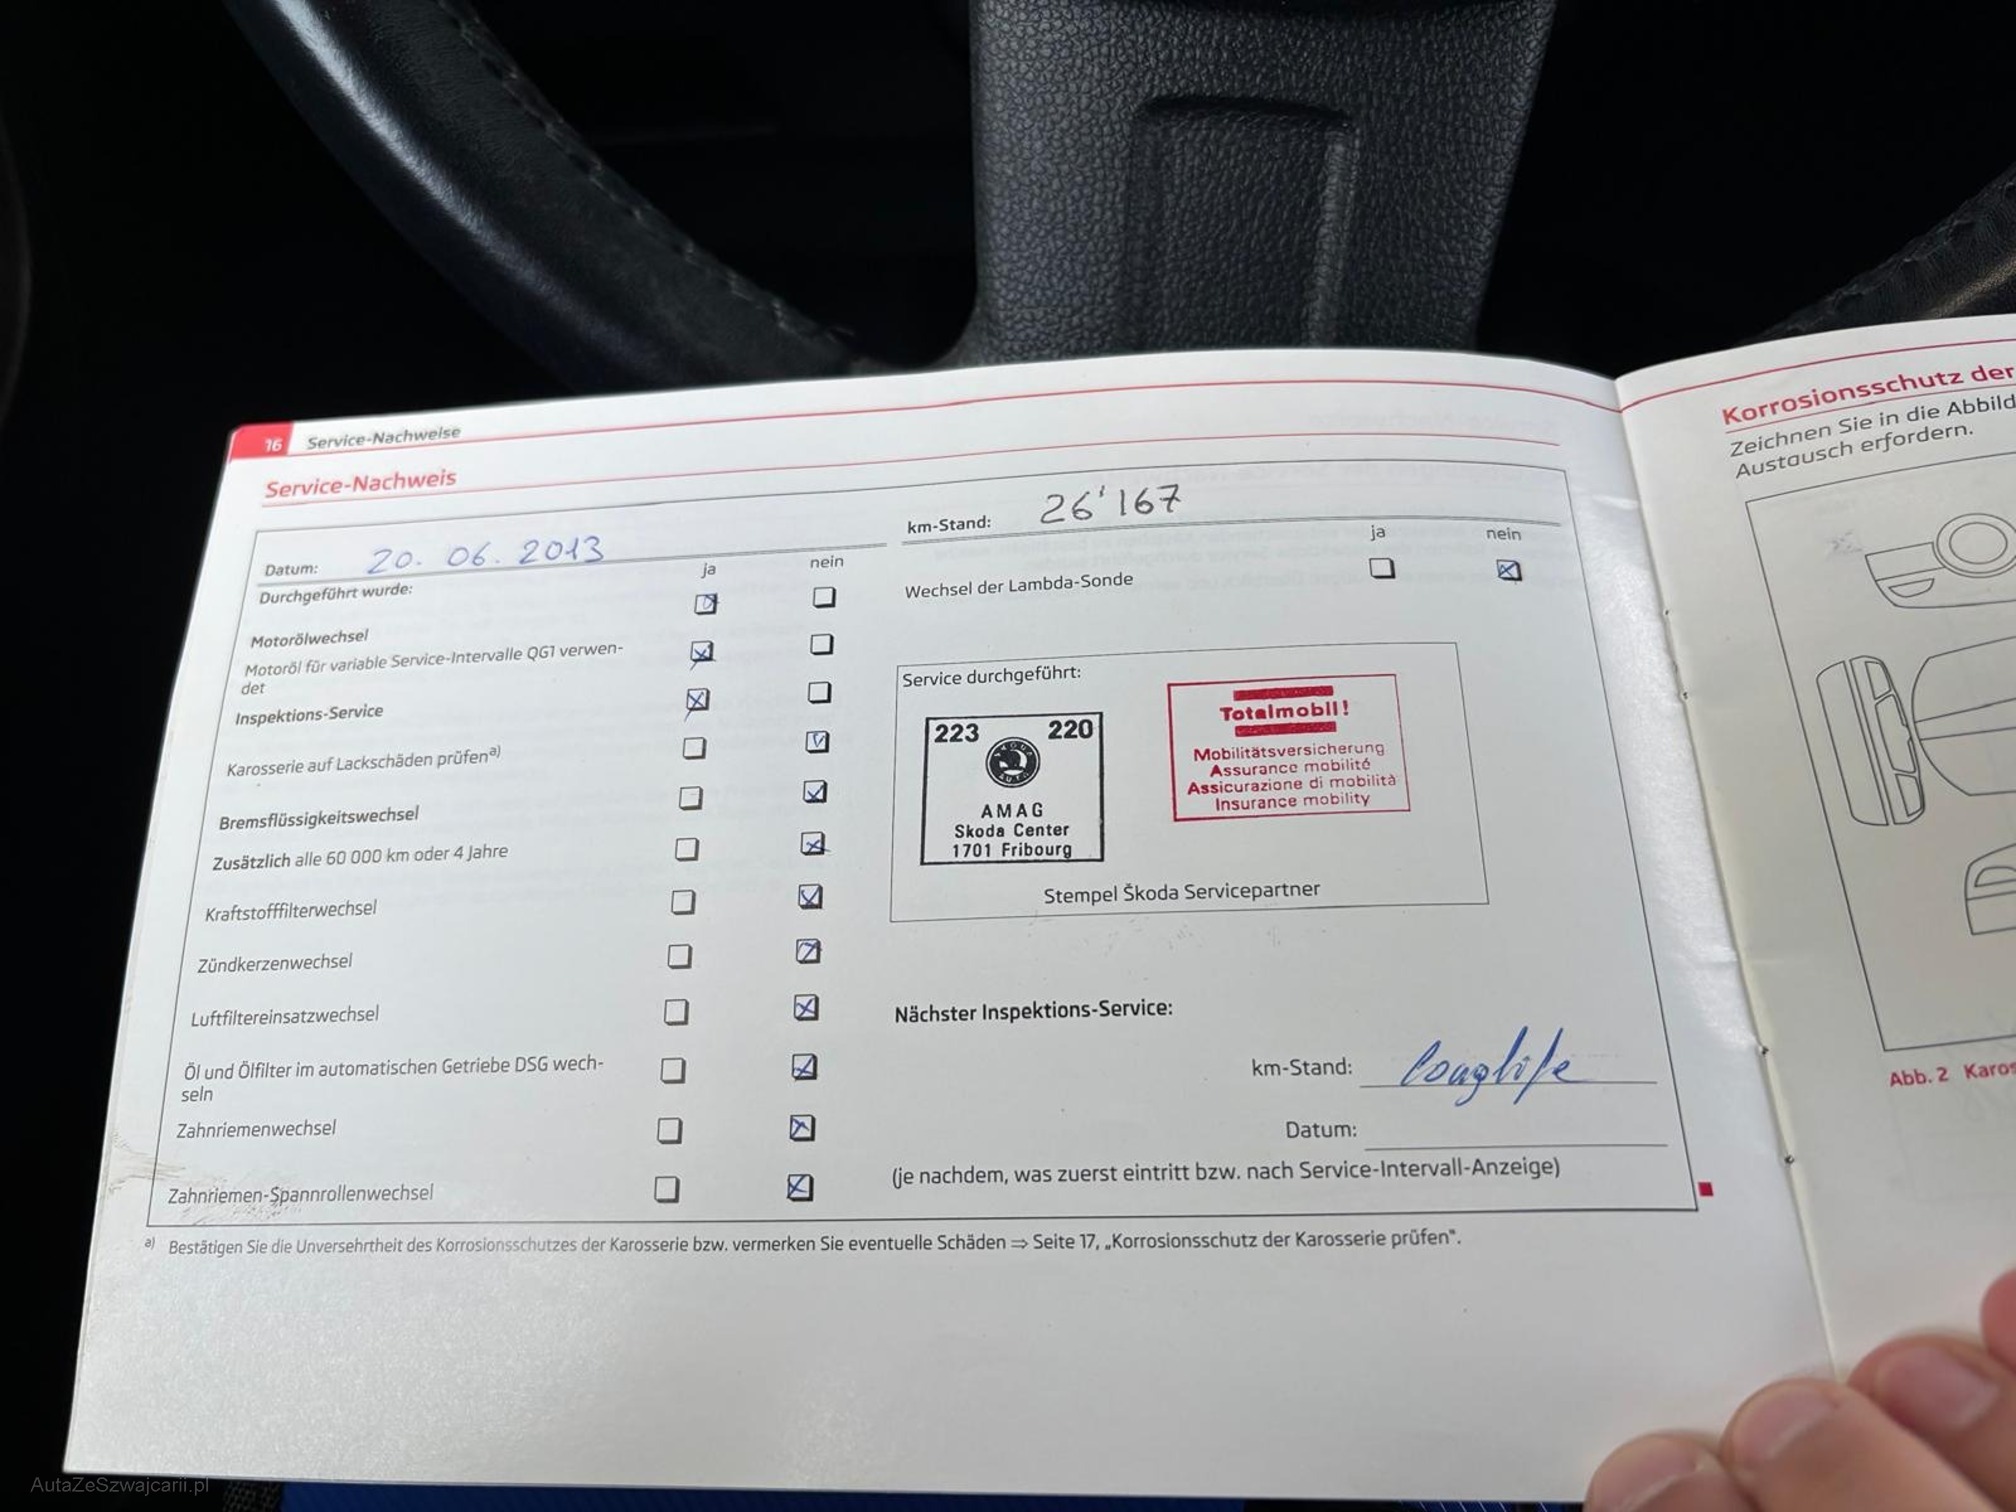 16 Service-Nachweise
Service-Nachweis
Datum: 20. 06. 2013
Durchgeführt wurde: ja nein
Motorölwechsel
Motoröl für variable Service-Intervalle QG1 verwen-
det
Inspektions-Service
Karosserie auf Lackschäden prüfen a)
Bremsflüssigkeitswechsel
Zusätzlich alle 60 000 km oder 4 Jahre
Kraftstofffilterwechsel
Zündkerzenwechsel
Luftfiltereinsatzwechsel
Öl und Ölfilter im automatischen Getriebe DSG wech-
seln
Zahnriemenwechsel
Zahnriemen-Spannrollenwechsel
km-Stand: 26'167
ja nein
Wechsel der Lambda-Sonde
Service durchgeführt:
223 220
SKODA
AUTO
AMAG
Skoda Center
1701 Fribourg
Totalmobil!
Mobilitätsversicherung
Assurance mobilité
Assicurazione di mobilità
Insurance mobility
Stempel Škoda Servicepartner
Nächster Inspektions-Service:
km-Stand: longlife
Datum:
(je nachdem, was zuerst eintritt bzw. nach Service-Intervall-Anzeige)
a) Bestätigen Sie die Unversehrtheit des Korrosionsschutzes der Karosserie bzw. vermerken Sie eventuelle Schäden ⇒ Seite 17, „Korrosionsschutz der Karosserie prüfen".
Korrosionsschutz der
Zeichnen Sie in die Abbild
Austausch erfordern.
Abb. 2 Karos
AutaZeSzwajcarii.pl